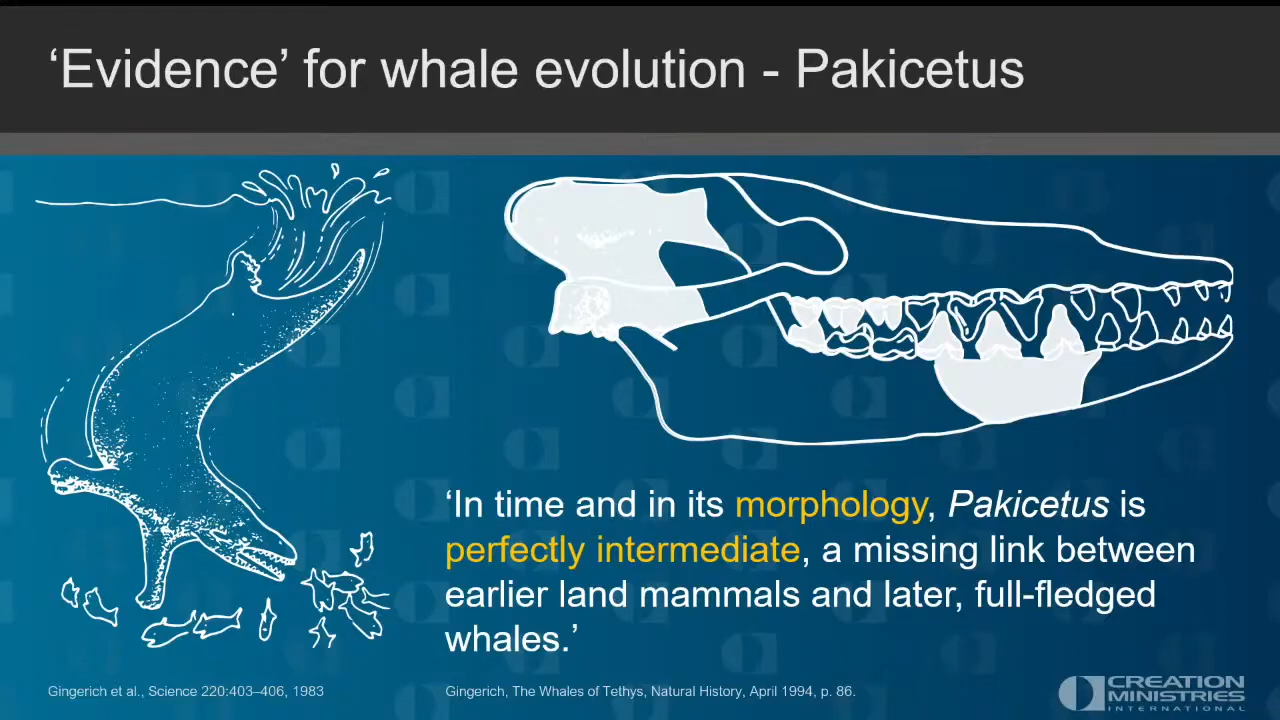 ‘Evidence’ for whale evolution - Pakicetus
‘In time and in its morphology, Pakicetus is
perfectly intermediate, a missing link between
earlier land mammals and later, full-fledged
whales.’
Gingerich et al., Science 220:403–406, 1983
Gingerich, The Whales of Tethys, Natural History, April 1994, p. 86.
CREATION
MINISTRIES
INTERNATIONAL